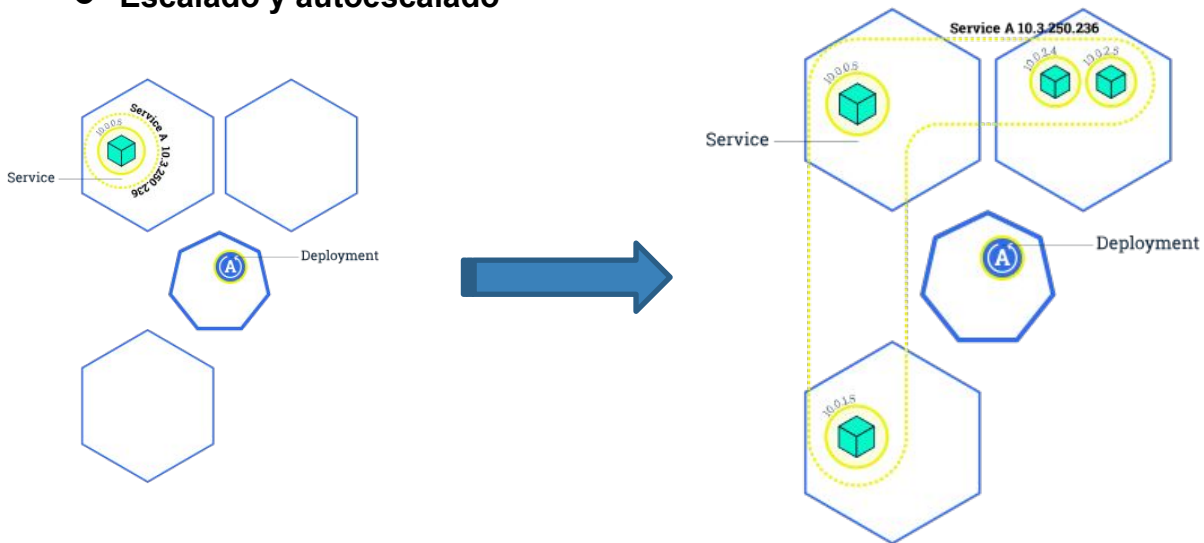 ● Escalado y autoescalado
Service A 10.3.250.236
10.0.0.5
Service
Deployment
A
Service A 10.3.250.236
10.0.0.5
10.0.2.4
10.0.2.5
Service
Deployment
A
10.0.1.5